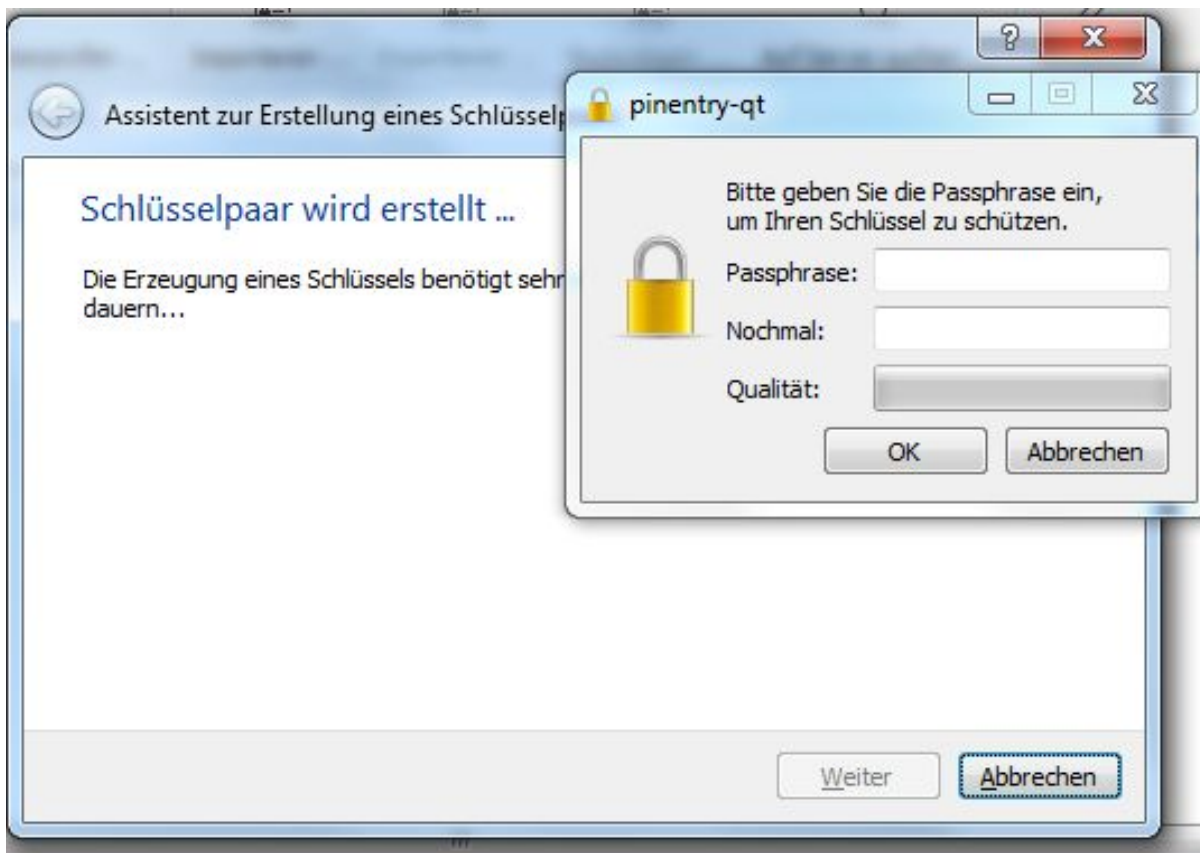 Assistent zur Erstellung eines
Schlüsselpaar wird erstellt ...
Die Erzeugung eines Schlüssels benötigt sehr
dauern...
Weiter
Abbrechen
pinentry-qt
Bitte geben Sie die Passphrase ein,
um Ihren Schlüssel zu schützen.
Passphrase:
Nochmal:
Qualität:
OK
Abbrechen